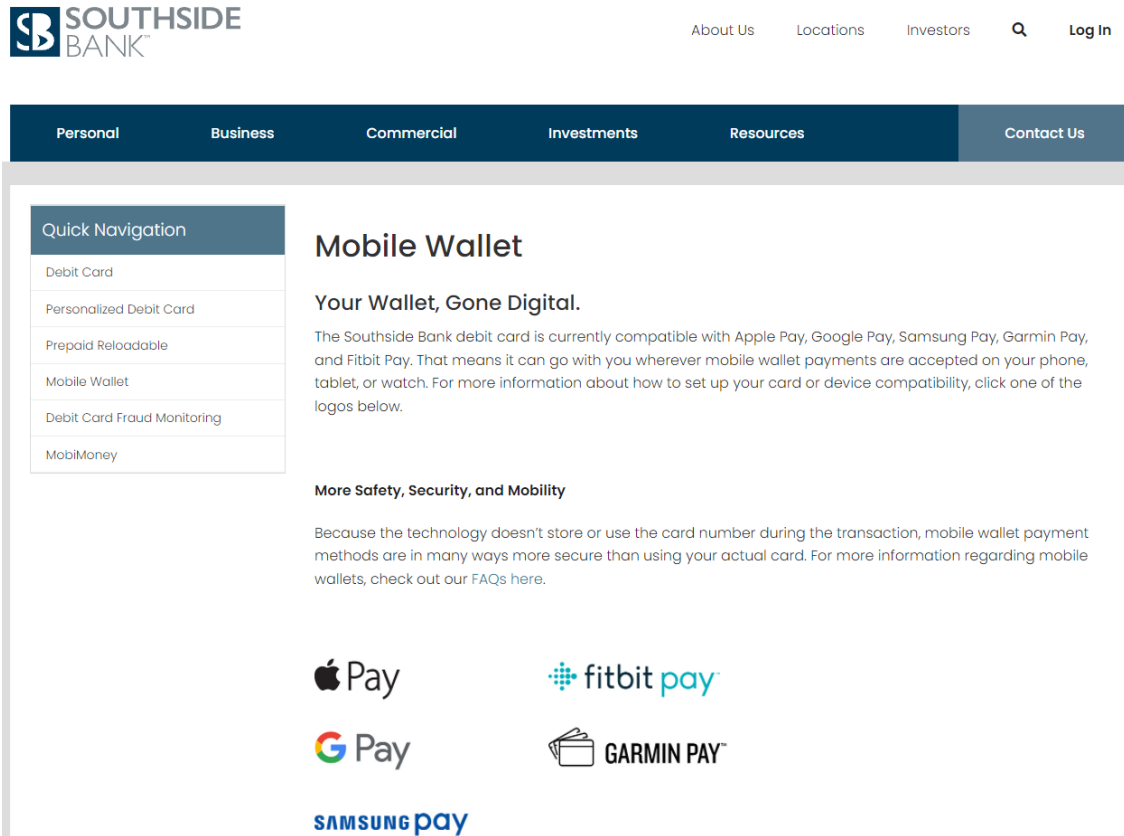 SOUTHSIDE
BANK™
About Us
Locations
Investors
Log In
Personal
Business
Commercial
Investments
Resources
Contact Us
Quick Navigation
Debit Card
Personalized Debit Card
Prepaid Reloadable
Mobile Wallet
Debit Card Fraud Monitoring
MobiMoney
Mobile Wallet
Your Wallet, Gone Digital.
The Southside Bank debit card is currently compatible with Apple Pay, Google Pay, Samsung Pay, Garmin Pay,
and Fitbit Pay. That means it can go with you wherever mobile wallet payments are accepted on your phone,
tablet, or watch. For more information about how to set up your card or device compatibility, click one of the
logos below.
More Safety, Security, and Mobility
Because the technology doesn't store or use the card number during the transaction, mobile wallet payment
methods are in many ways more secure than using your actual card. For more information regarding mobile
wallets, check out our FAQs here.
Pay
fitbit pay™
G Pay
GARMIN PAY™
SAMSUNG pay